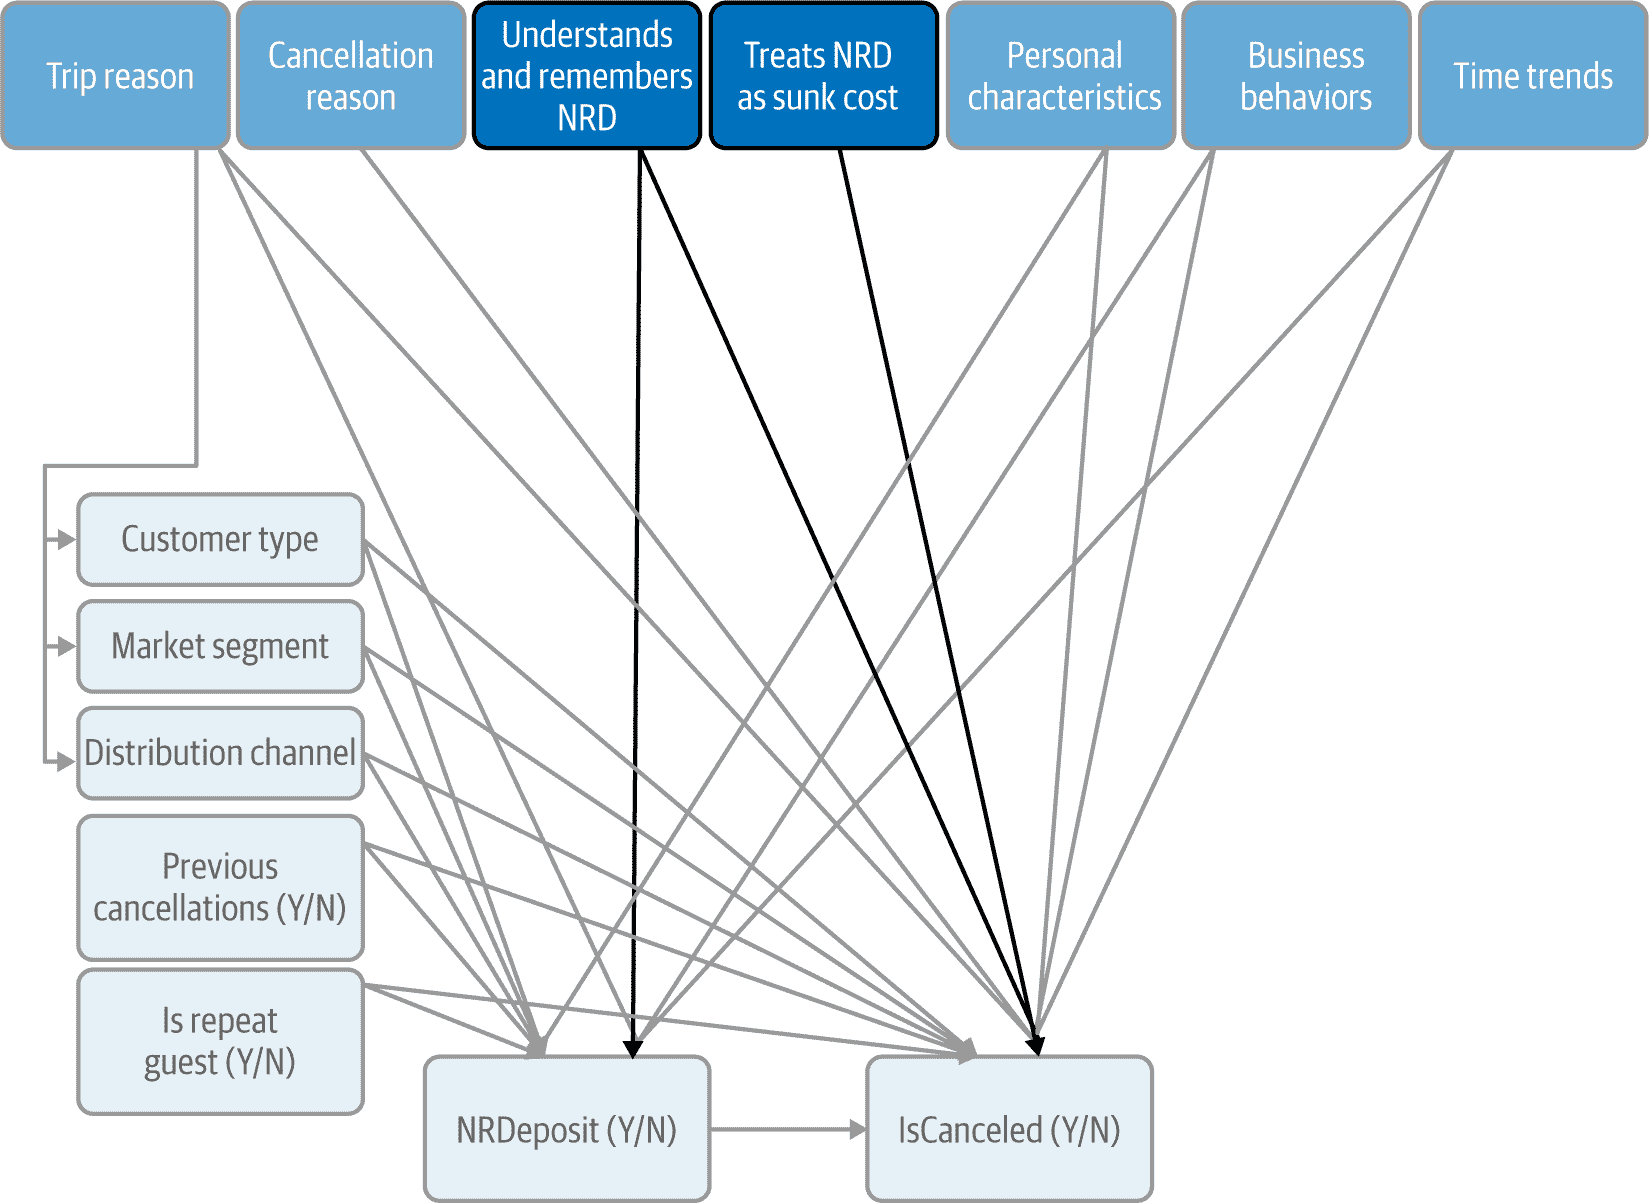 Trip reason
Cancellation
reason
Understands
and remembers
NRD
Treats NRD
as sunk cost
Personal
characteristics
Business
behaviors
Time trends
Customer type
Market segment
Distribution channel
Previous
cancellations (Y/N)
Is repeat
guest (Y/N)
NRDeposit (Y/N)
IsCanceled (Y/N)